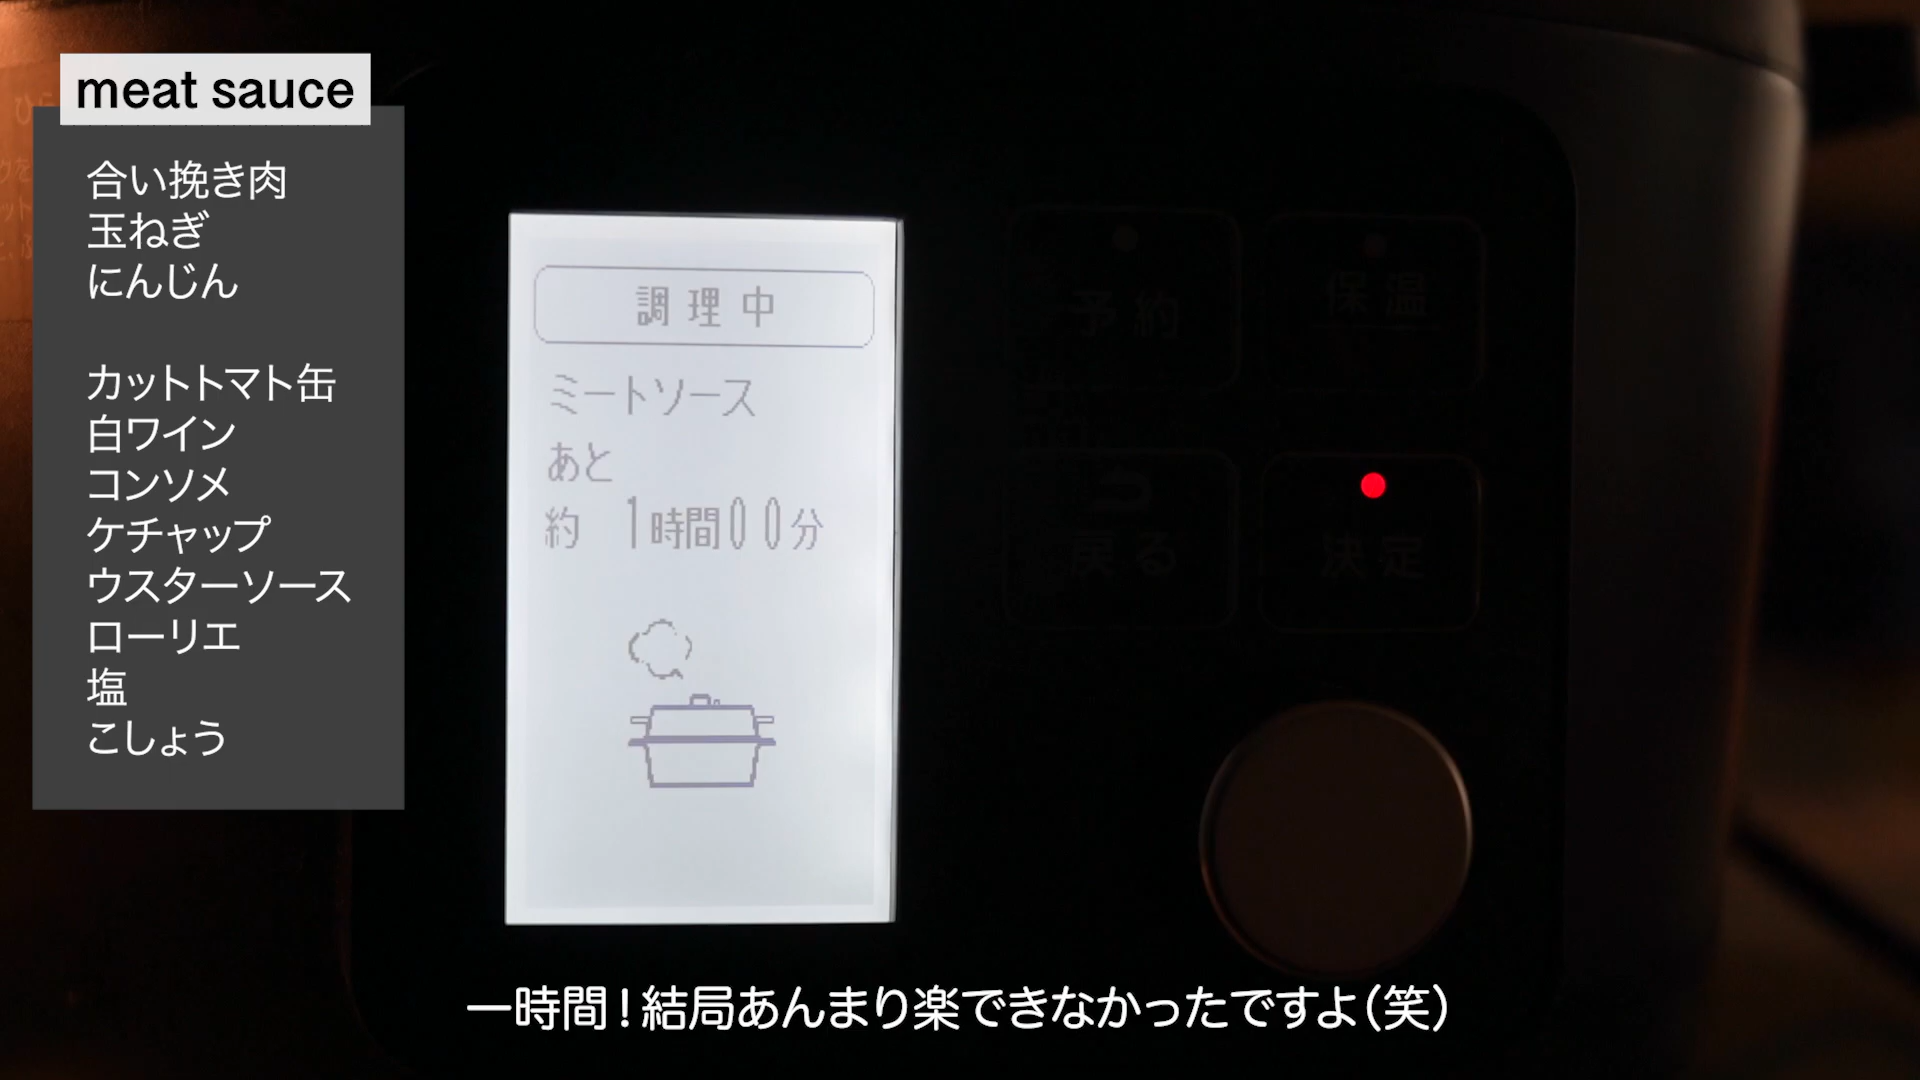 meat sauce
合い挽き肉
玉ねぎ
にんじん
カットトマト缶
白ワイン
コンソメ
ケチャップ
ウスターソース
ローリエ
塩
こしょう
調理中
ミートソース
あと
約 1時間00分
予約
保温
戻る
決定
一時間！結局あんまり楽できなかったですよ（笑）